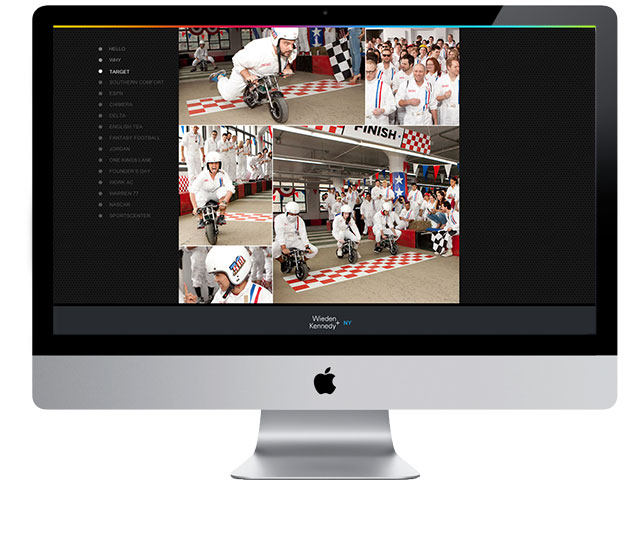 HELLO
WHY
TARGET
SOUTHERN COMFORT
ESPN
CHIMERA
DELTA
ENGLISH TEA
FANTASY FOOTBALL
JORDAN
ONE KINGS LANE
FOUNDER'S DAY
WORK AC
WARREN 77
NASCAR
SPORTSCENTER
FINISH
Wieden
Kennedy+ NY